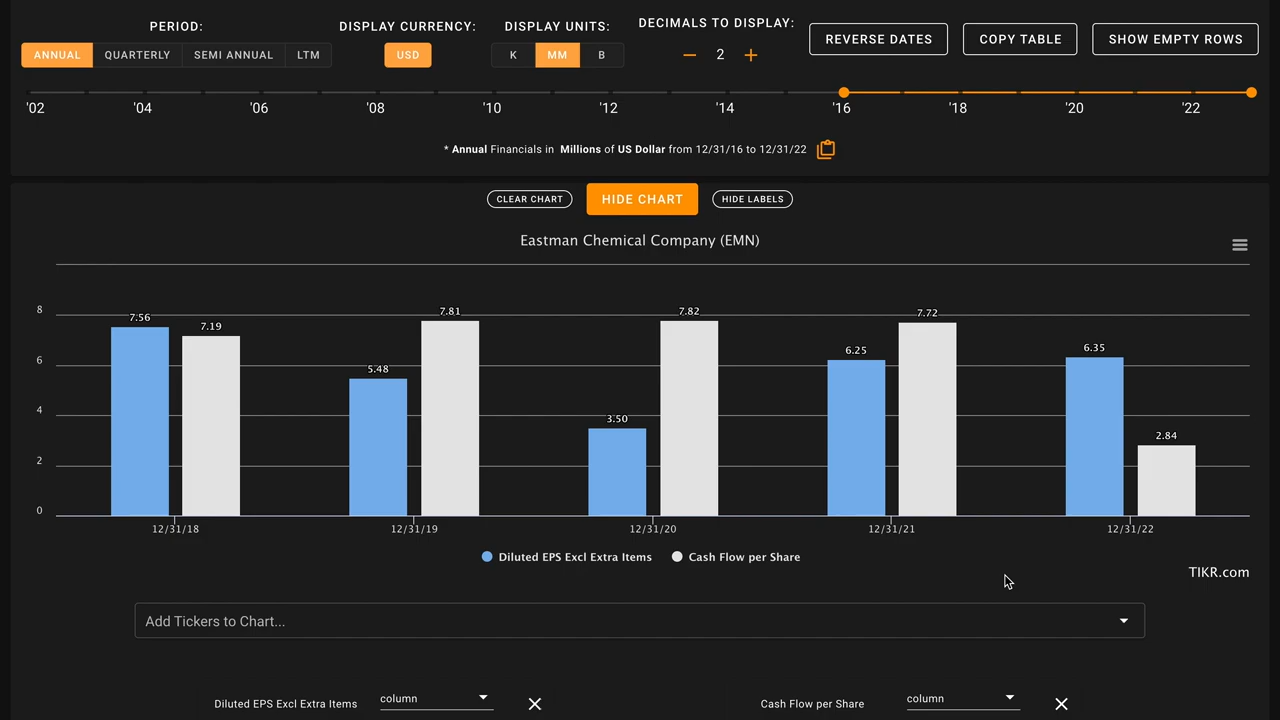 PERIOD: DISPLAY CURRENCY: DISPLAY UNITS: DECIMALS TO DISPLAY:
ANNUAL QUARTERLY SEMI ANNUAL LTM USD K MM B − 2 + REVERSE DATES COPY TABLE SHOW EMPTY ROWS
'02 '04 '06 '08 '10 '12 '14 '16 '18 '20 '22
* Annual Financials in Millions of US Dollar from 12/31/16 to 12/31/22
CLEAR CHART HIDE CHART HIDE LABELS
Eastman Chemical Company (EMN)
8
6
4
2
0
7.56 7.19 5.48 7.81 3.50 7.82 6.25 7.72 6.35 2.84
12/31/18 12/31/19 12/31/20 12/31/21 12/31/22
Diluted EPS Excl Extra Items Cash Flow per Share
TIKR.com
Add Tickers to Chart...
Diluted EPS Excl Extra Items column Cash Flow per Share column